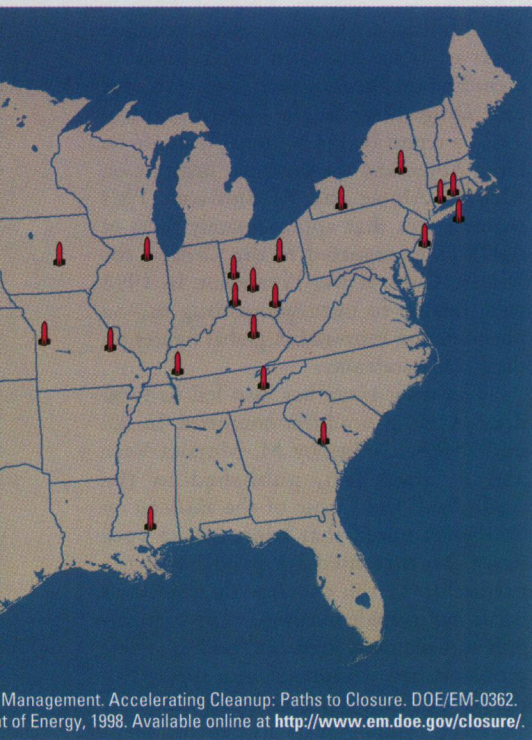 Management. Accelerating Cleanup: Paths to Closure. DOE/EM-0362.
of Energy, 1998. Available online at http://www.em.doe.gov/closure/.